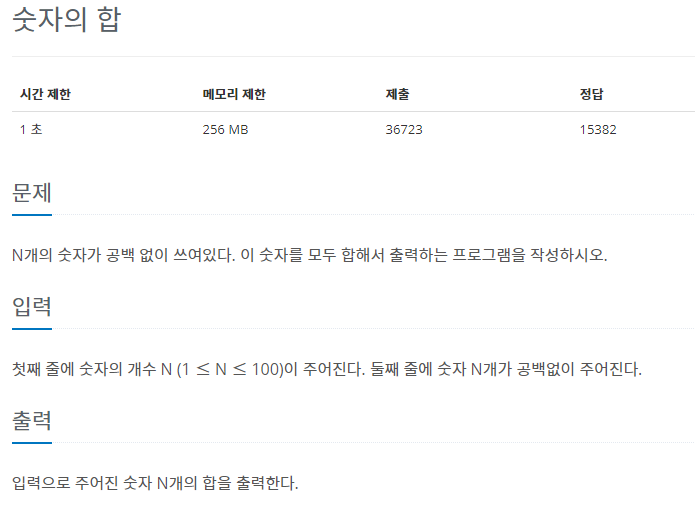 숫자의 합
시간 제한 메모리 제한 제출 정답
1 초 256 MB 36723 15382
문제
N개의 숫자가 공백 없이 쓰여있다. 이 숫자를 모두 합해서 출력하는 프로그램을 작성하시오.
입력
첫째 줄에 숫자의 개수 N (1 ≤ N ≤ 100)이 주어진다. 둘째 줄에 숫자 N개가 공백없이 주어진다.
출력
입력으로 주어진 숫자 N개의 합을 출력한다.